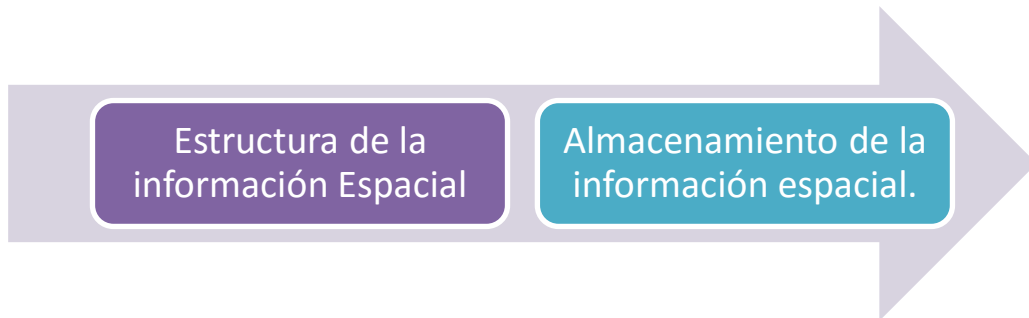 Estructura de la
información Espacial
Almacenamiento de la
información espacial.